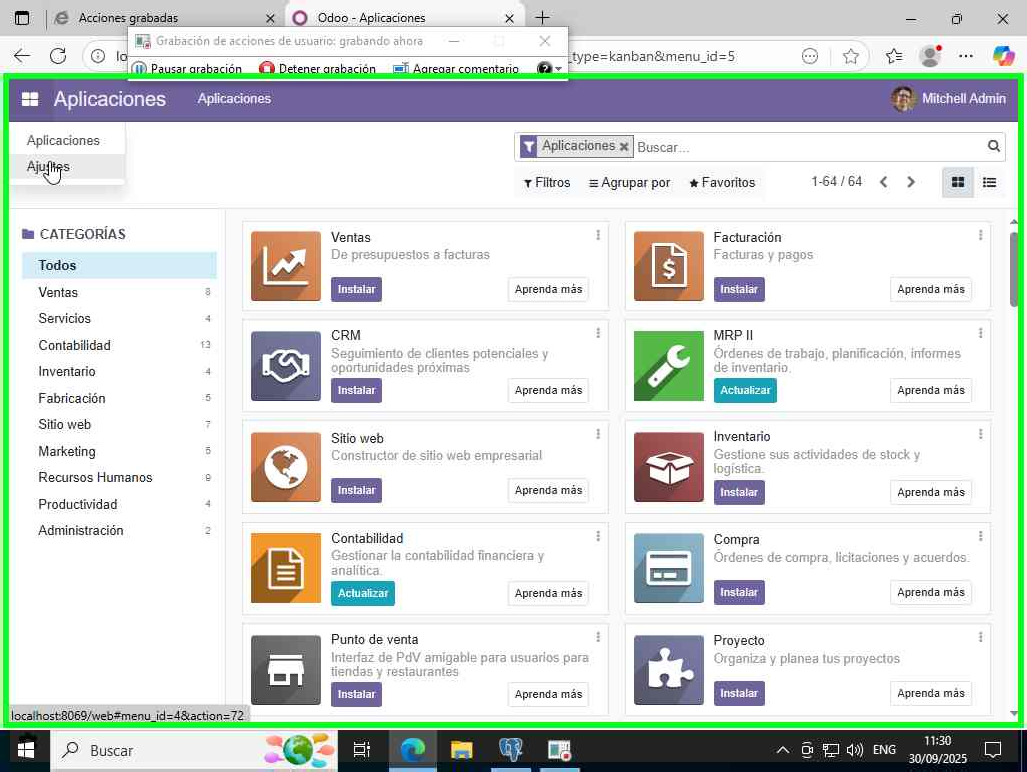 Acciones grabadas
Odoo - Aplicaciones
Grabación de acciones de usuario: grabando ahora
Pausar grabación
Detener grabación
Agregar comentario
lo
_type=kanban&menu_id=5
Aplicaciones
Aplicaciones
Mitchell Admin
Aplicaciones
Ajustes
Aplicaciones
Buscar...
Filtros
Agrupar por
Favoritos
1-64 / 64
CATEGORÍAS
Todos
Ventas 8
Servicios 4
Contabilidad 13
Inventario 4
Fabricación 5
Sitio web 7
Marketing 5
Recursos Humanos 9
Productividad 4
Administración 2
Ventas
De presupuestos a facturas
Instalar
Aprenda más
Facturación
Facturas y pagos
Instalar
Aprenda más
CRM
Seguimiento de clientes potenciales y
oportunidades próximas
Instalar
Aprenda más
MRP II
Órdenes de trabajo, planificación, informes
de inventario.
Actualizar
Aprenda más
Sitio web
Constructor de sitio web empresarial
Instalar
Aprenda más
Inventario
Gestione sus actividades de stock y
logística.
Instalar
Aprenda más
Contabilidad
Gestionar la contabilidad financiera y
analítica.
Actualizar
Aprenda más
Compra
Órdenes de compra, licitaciones y acuerdos.
Instalar
Aprenda más
Punto de venta
Interfaz de PdV amigable para usuarios para
tiendas y restaurantes
Instalar
Aprenda más
Proyecto
Organiza y planea tus proyectos
Instalar
Aprenda más
localhost:8069/web#menu_id=4&action=72
Buscar
ENG
11:30
30/09/2025